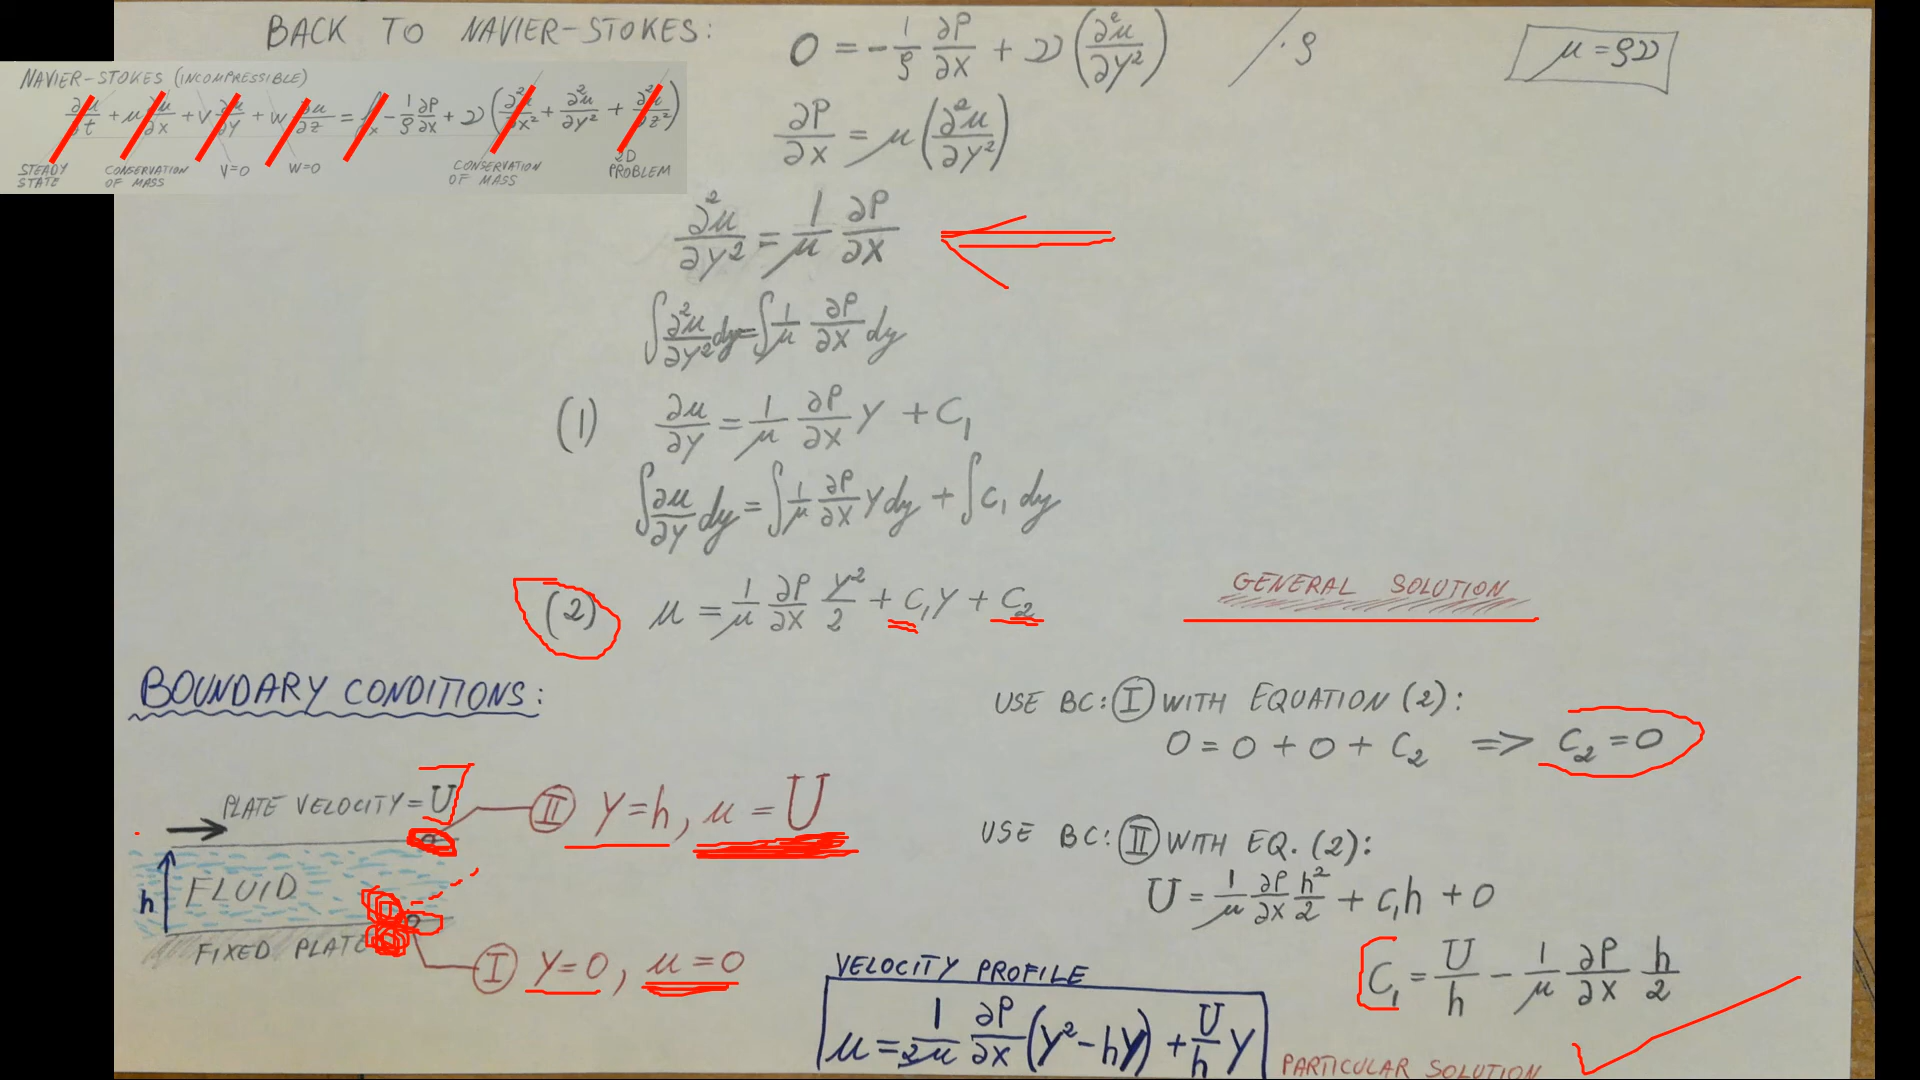 BACK TO NAVIER-STOKES:
0 = -1/ρ ∂P/∂x + ν (∂²u/∂y²) / ·ρ
μ = ρν
NAVIER-STOKES (INCOMPRESSIBLE)
∂u/∂t + u ∂u/∂x + v ∂u/∂y + w ∂u/∂z = fx - 1/ρ ∂P/∂x + ν (∂²u/∂x² + ∂²u/∂y² + ∂²u/∂z²)
STEADY STATE
CONSERVATION OF MASS
V=0
W=0
CONSERVATION OF MASS
2D PROBLEM
∂P/∂x = μ (∂²u/∂y²)
∂²u/∂y² = 1/μ ∂P/∂x
∫ ∂²u/∂y² dy = ∫ 1/μ ∂P/∂x dy
(1) ∂u/∂y = 1/μ ∂P/∂x y + C₁
∫ ∂u/∂y dy = ∫ 1/μ ∂P/∂x y dy + ∫ C₁ dy
(2) u = 1/μ ∂P/∂x y²/2 + C₁y + C₂
GENERAL SOLUTION
BOUNDARY CONDITIONS:
PLATE VELOCITY = U
II y=h, u = U
h
FLUID
FIXED PLATE
I y=0, u=0
USE BC: I WITH EQUATION (2):
0 = 0 + 0 + C₂ => C₂ = 0
USE BC: II WITH EQ. (2):
U = 1/μ ∂P/∂x h²/2 + C₁h + 0
C₁ = U/h - 1/μ ∂P/∂x h/2
VELOCITY PROFILE
u = 1/2μ ∂P/∂x (y² - hy) + U/h y
PARTICULAR SOLUTION